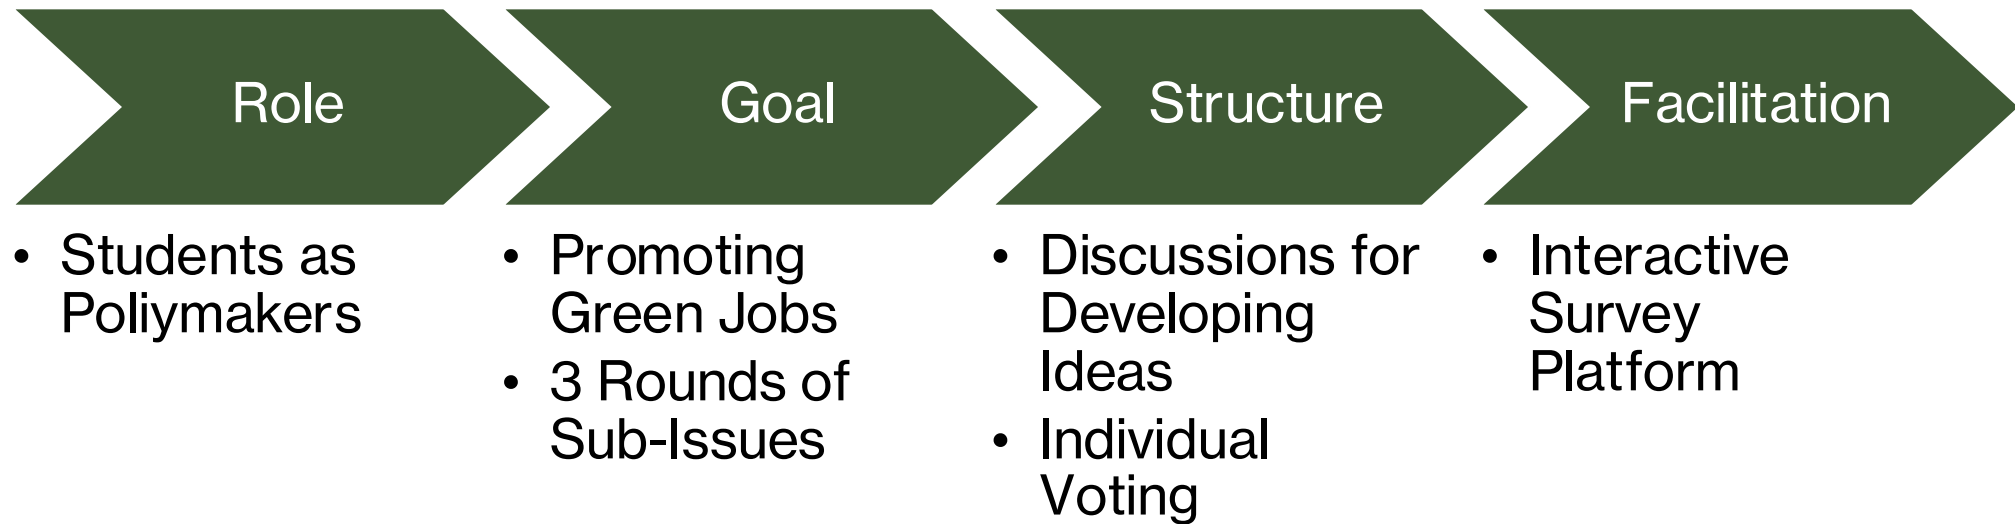 Role
• Students as
Poliymakers
Goal
• Promoting
Green Jobs
• 3 Rounds of
Sub-Issues
Structure
• Discussions for
Developing
Ideas
• Individual
Voting
Facilitation
• Interactive
Survey
Platform